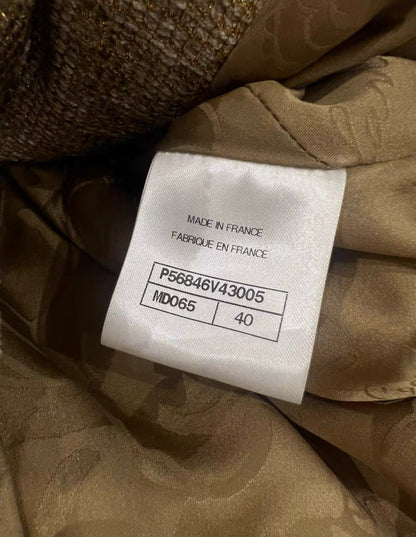 MADE IN FRANCE
FABRIQUE EN FRANCE
P56846V43005
MD065 40